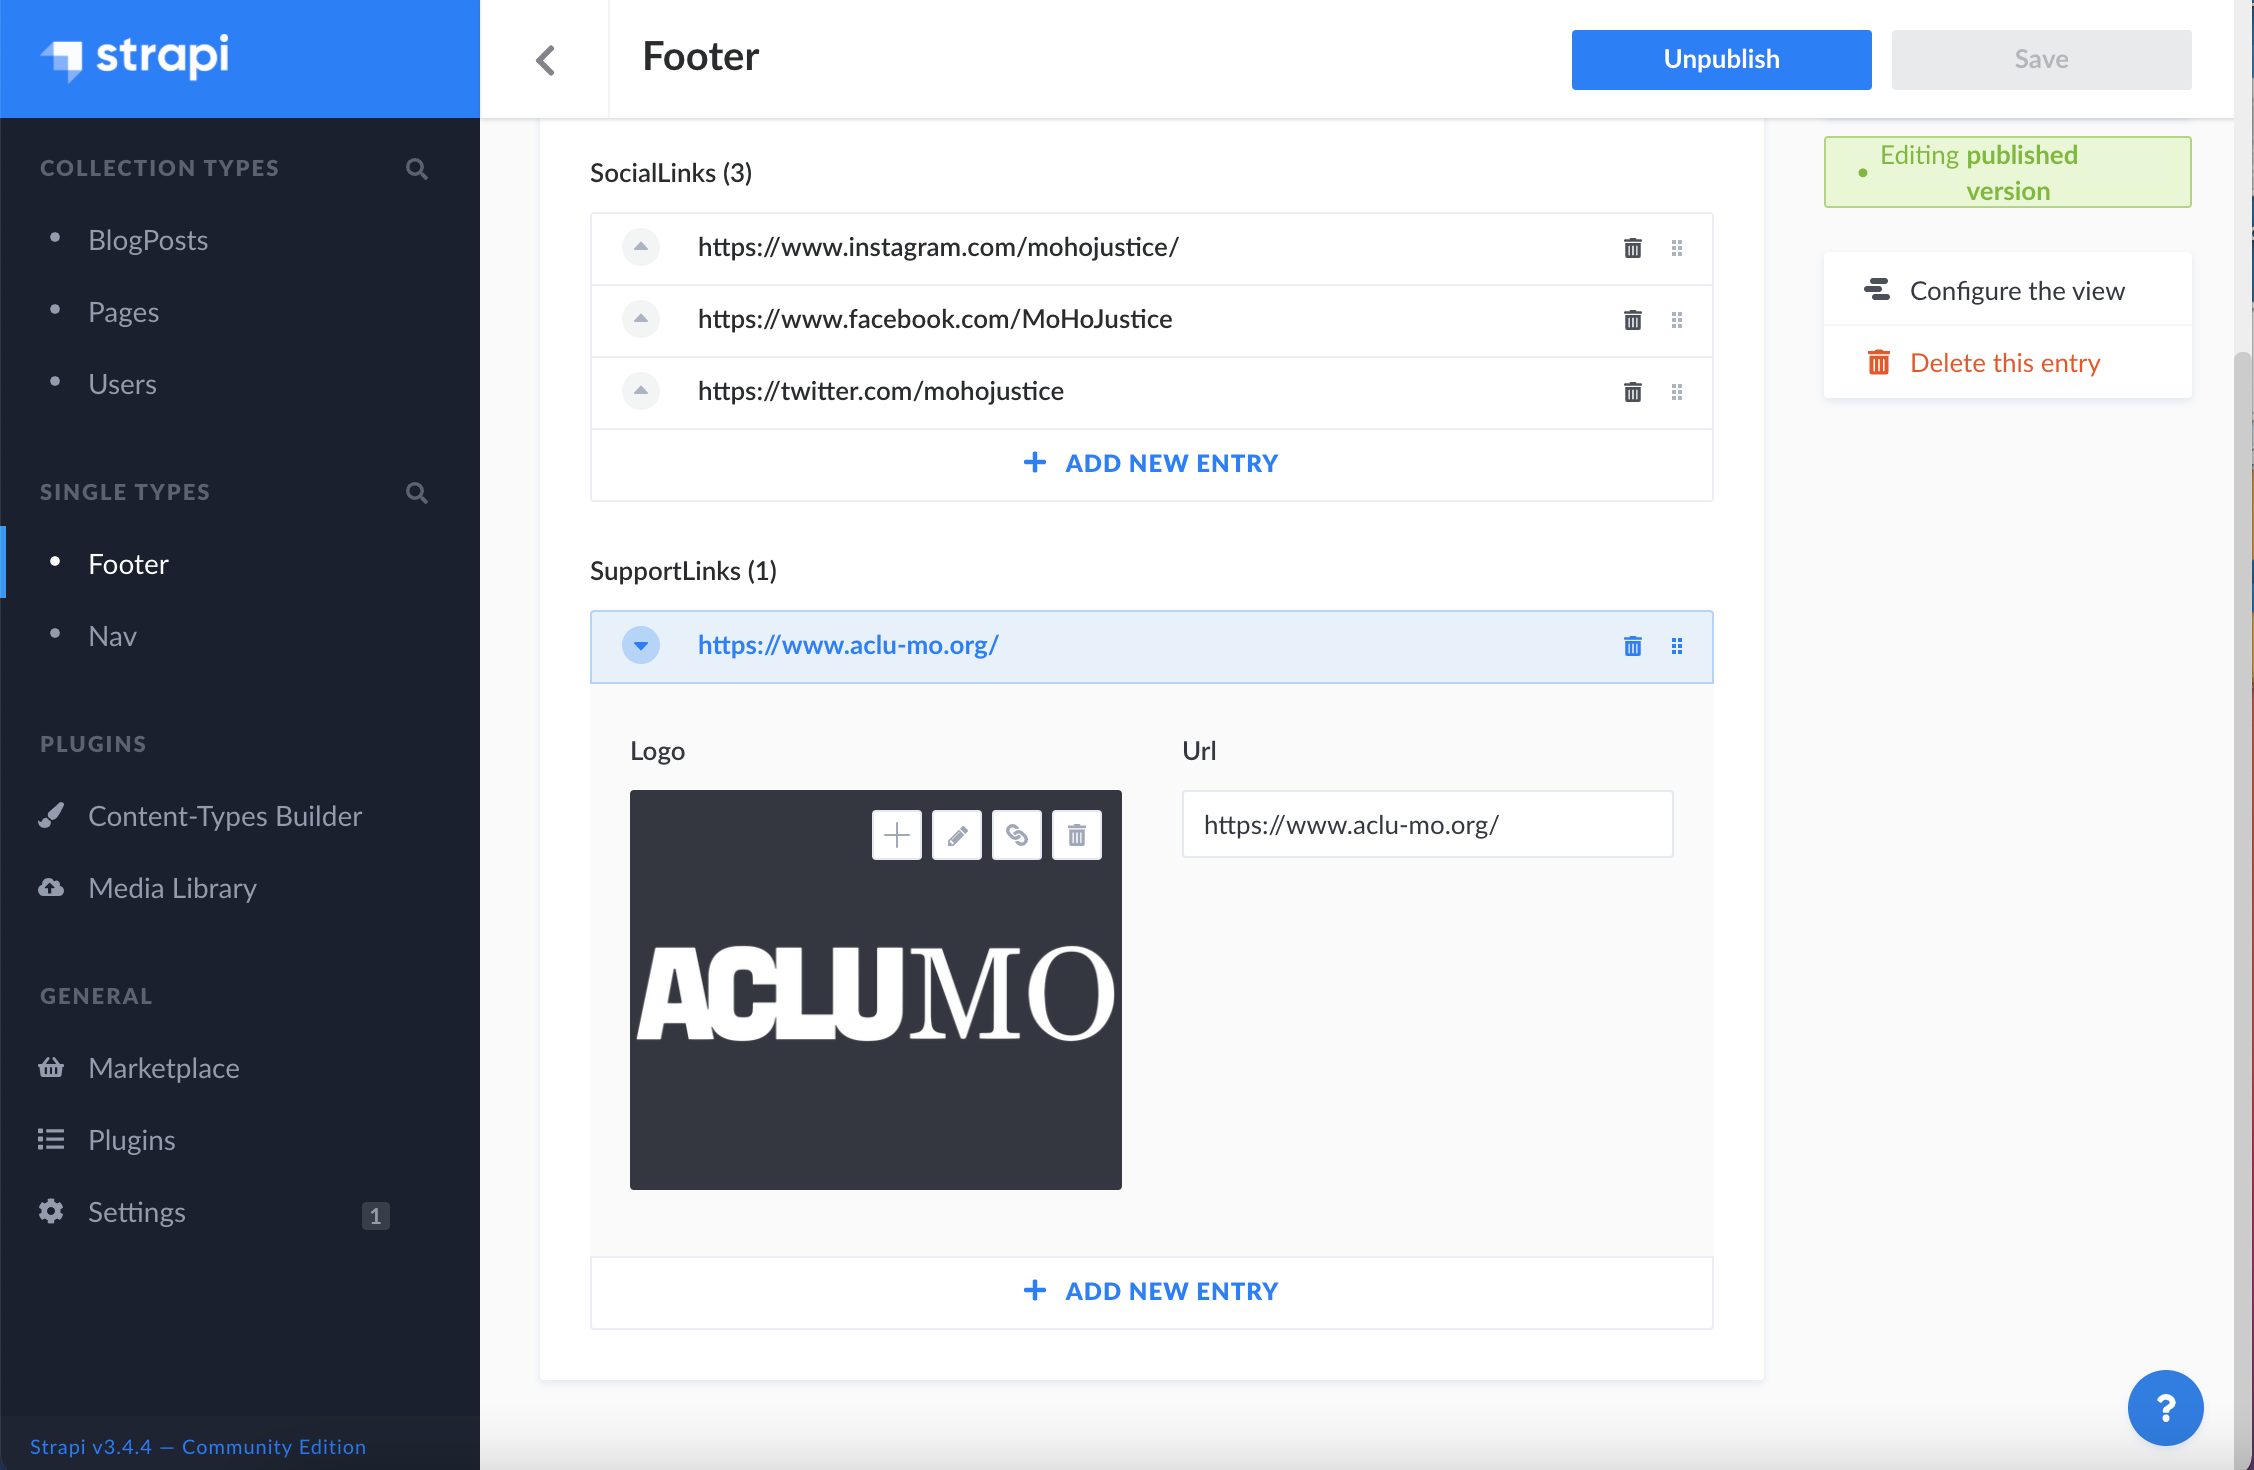 strapi
Footer
Unpublish
Save
COLLECTION TYPES
BlogPosts
Pages
Users
SINGLE TYPES
Footer
Nav
PLUGINS
Content-Types Builder
Media Library
GENERAL
Marketplace
Plugins
Settings
1
Strapi v3.4.4 — Community Edition
SocialLinks (3)
https://www.instagram.com/mohojustice/
https://www.facebook.com/MoHoJustice
https://twitter.com/mohojustice
ADD NEW ENTRY
SupportLinks (1)
https://www.aclu-mo.org/
Logo
Url
https://www.aclu-mo.org/
ACLUMO
ADD NEW ENTRY
Editing published
version
Configure the view
Delete this entry
?